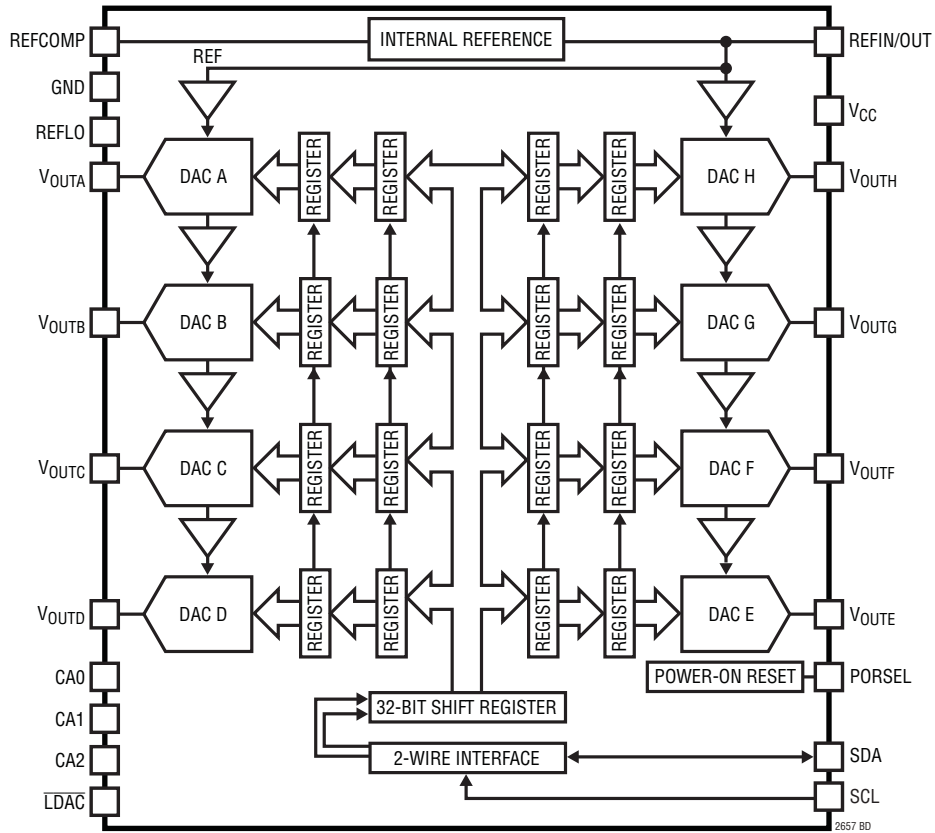 REFCOMP
INTERNAL REFERENCE
REFIN/OUT
REF
GND
VCC
REFLO
VOUTA
DAC A
REGISTER
REGISTER
REGISTER
REGISTER
DAC H
VOUTH
VOUTB
DAC B
REGISTER
REGISTER
REGISTER
REGISTER
DAC G
VOUTG
VOUTC
DAC C
REGISTER
REGISTER
REGISTER
REGISTER
DAC F
VOUTF
VOUTD
DAC D
REGISTER
REGISTER
REGISTER
REGISTER
DAC E
VOUTE
CA0
POWER-ON RESET
PORSEL
CA1
32-BIT SHIFT REGISTER
CA2
2-WIRE INTERFACE
SDA
LDAC
SCL
2657 BD